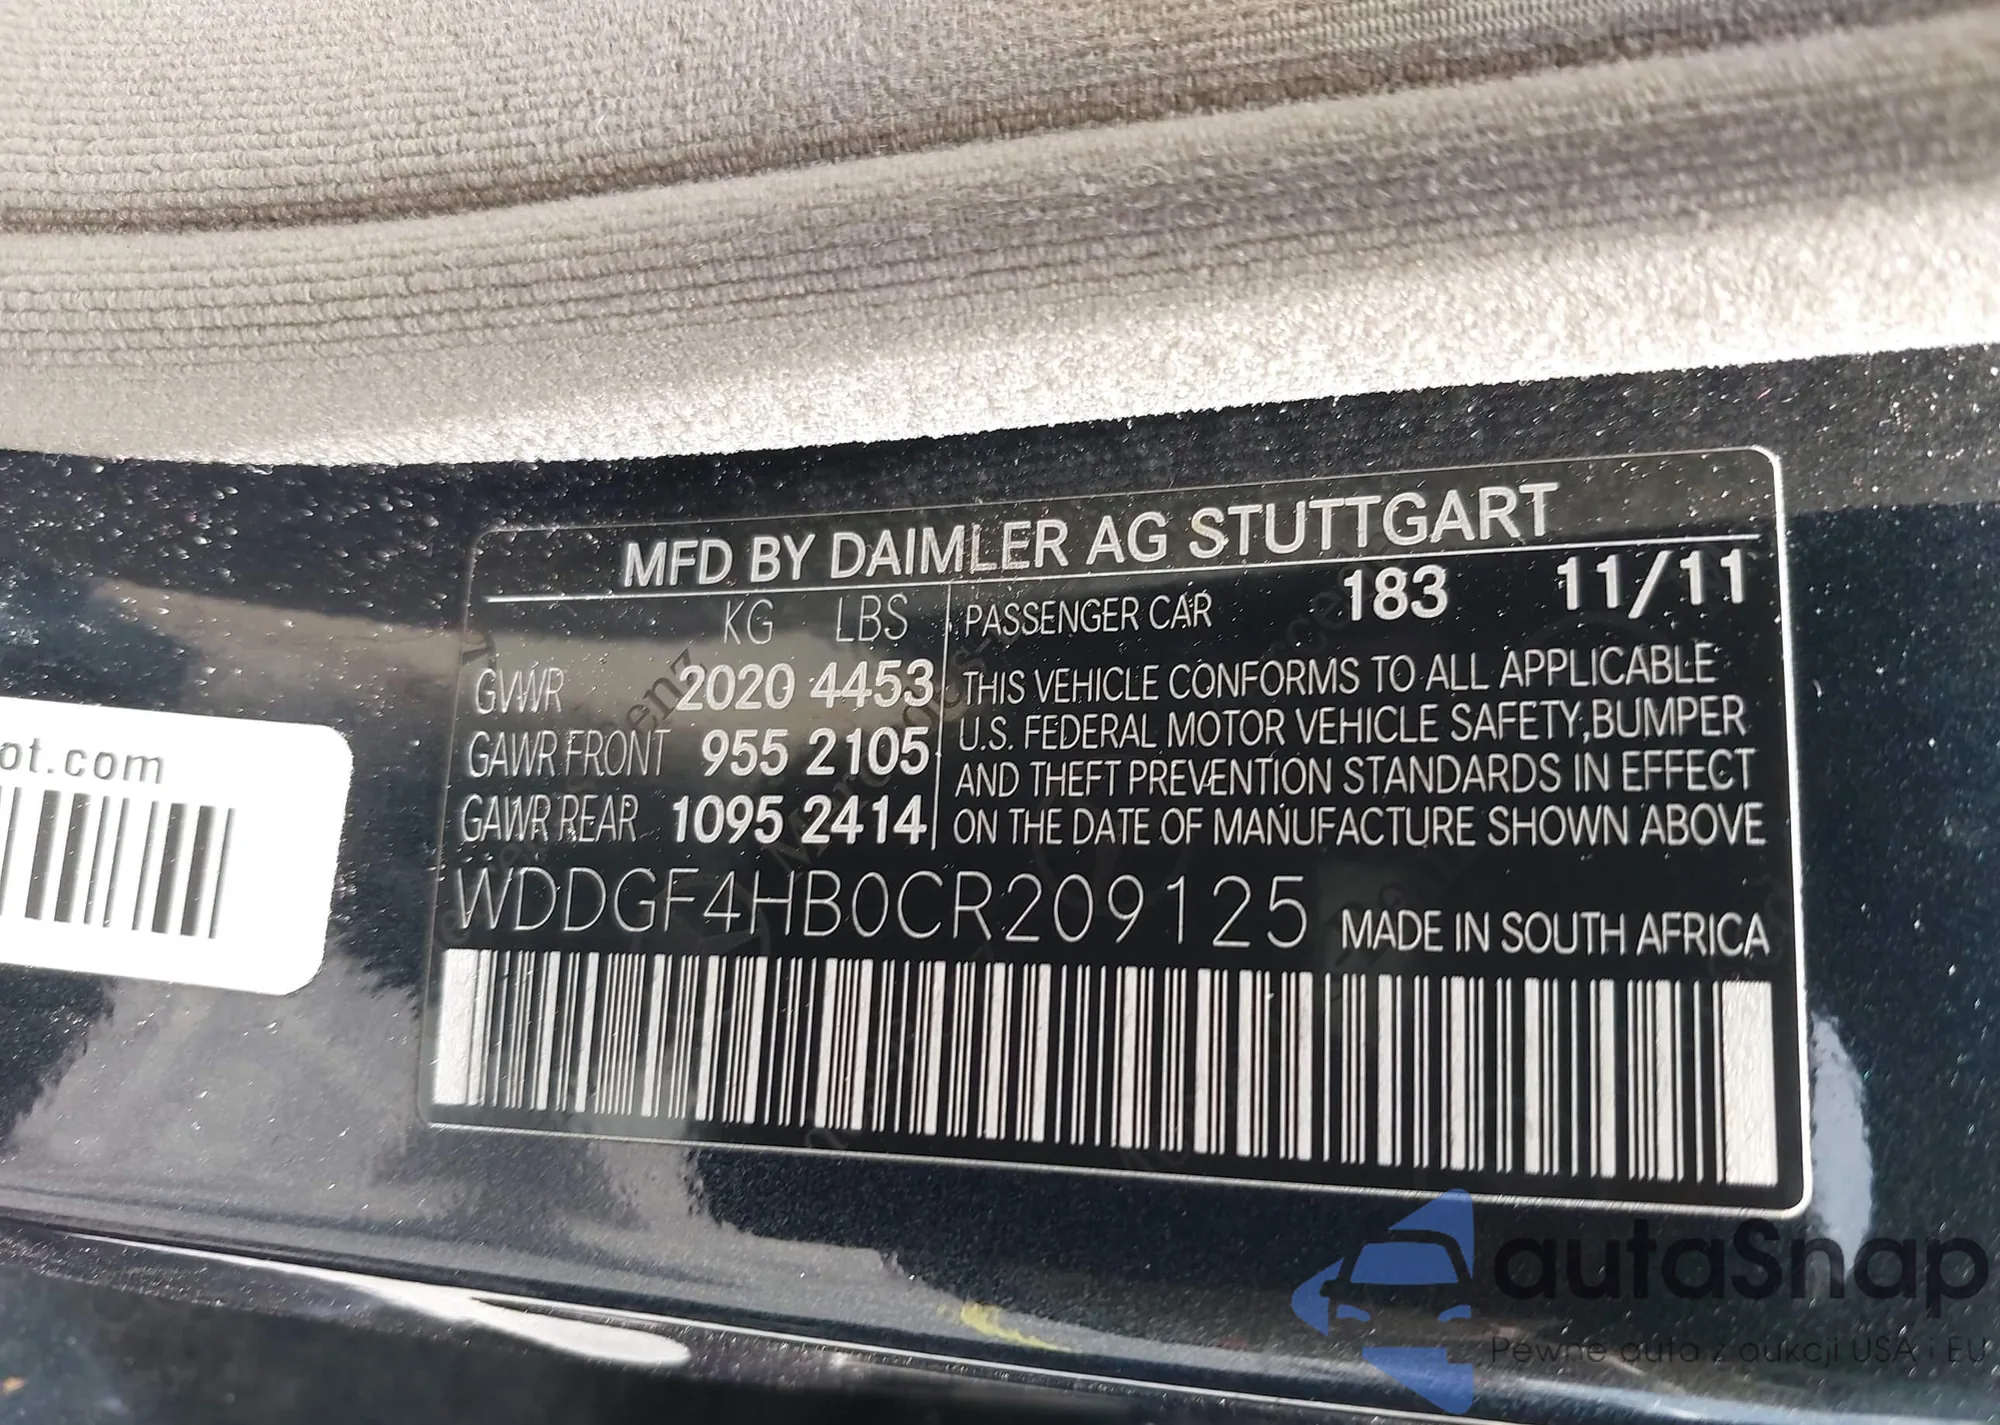 MFD BY DAIMLER AG STUTTGART
KG LBS
PASSENGER CAR 183 11/11
GVWR 2020 4453
GAWR FRONT 955 2105
GAWR REAR 1095 2414
THIS VEHICLE CONFORMS TO ALL APPLICABLE
U.S. FEDERAL MOTOR VEHICLE SAFETY, BUMPER
AND THEFT PREVENTION STANDARDS IN EFFECT
ON THE DATE OF MANUFACTURE SHOWN ABOVE
WDDGF4HB0CR209125 MADE IN SOUTH AFRICA
ot.com
autaSnap
Pewne auta z aukcji USA i EU